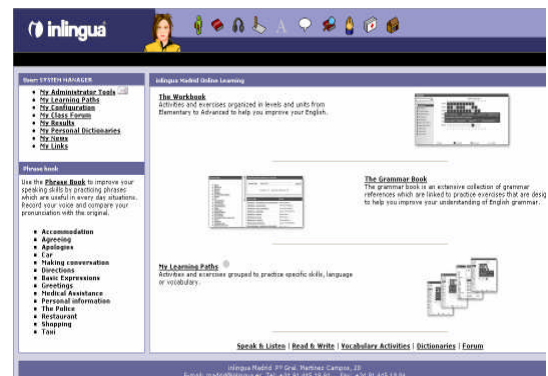 inlingua
User: SYSTEM MANAGER
My Administrator Tools
My Learning Paths
My Configuration
My Class Forum
My Results
My Personal Dictionaries
My News
My Links
Phrase book
Use the Phrase Book to improve your
speaking skills by practising phrases
which are useful in every day situations.
Record your voice and compare your
pronunciation with the original.
Accommodation
Agreeing
Apologies
Car
Making conversation
Directions
Basic Expressions
Greetings
Medical Assistance
Personal information
The Police
Restaurant
Shopping
Taxi
inlingua Madrid Online Learning
The Workbook
Activities and exercises organized in levels and units from
Elementary to Advanced to help you improve your English.
The Grammar Book
The grammar book is an extensive collection of grammar
references which are linked to practice exercises that are desig
to help you improve your understanding of English grammar.
My Learning Paths
Activities and exercises grouped to practice specific skills, language
or vocabulary.
Speak & Listen | Read & Write | Vocabulary Activities | Dictionaries | Forum
inlingua Madrid Pº Gral. Martinez Campos, 20